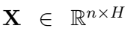 𝐗 ∈ ℝ^{n×H}